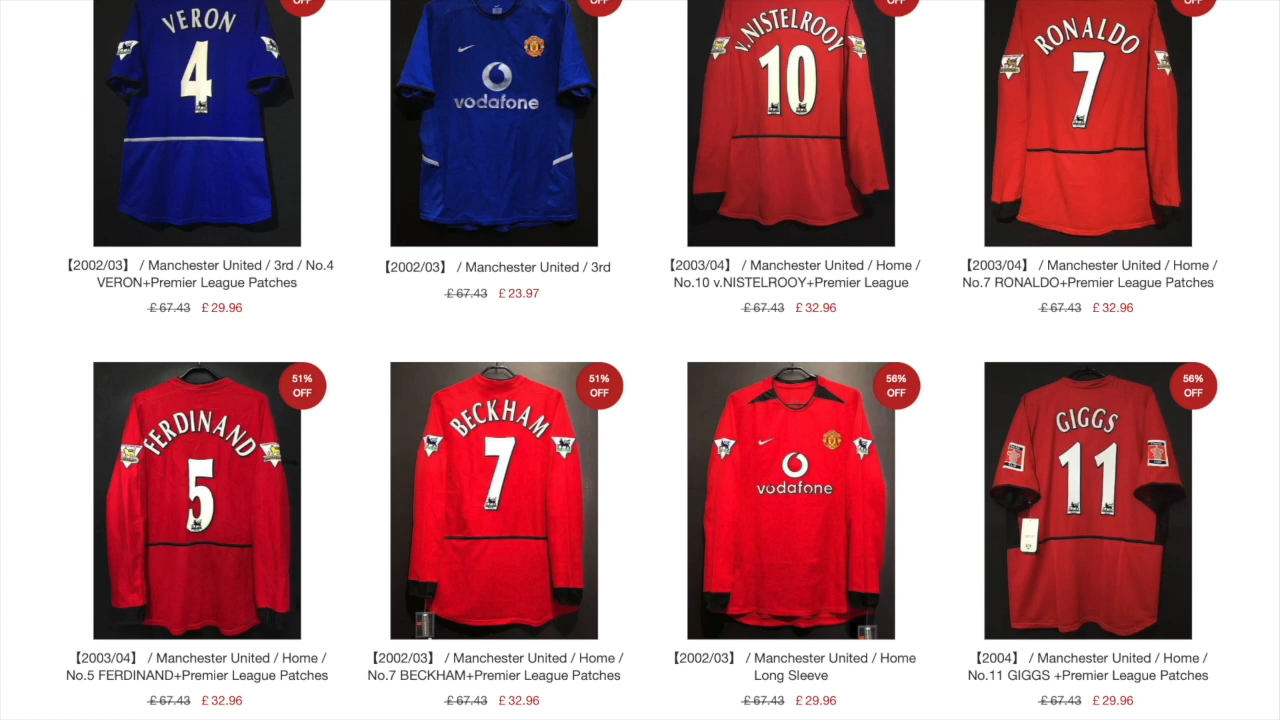 OFF
OFF
OFF
OFF
VERON
4
vodafone
v.NISTELROOY
10
RONALDO
7
【2002/03】 / Manchester United / 3rd / No.4
VERON+Premier League Patches
£ 67.43 £ 29.96
【2002/03】 / Manchester United / 3rd
£ 67.43 £ 23.97
【2003/04】 / Manchester United / Home /
No.10 v.NISTELROOY+Premier League
£ 67.43 £ 32.96
【2003/04】 / Manchester United / Home /
No.7 RONALDO+Premier League Patches
£ 67.43 £ 32.96
51%
OFF
FERDINAND
5
51%
OFF
BECKHAM
7
56%
OFF
vodafone
56%
OFF
GIGGS
11
【2003/04】 / Manchester United / Home /
No.5 FERDINAND+Premier League Patches
£ 67.43 £ 32.96
【2002/03】 / Manchester United / Home /
No.7 BECKHAM+Premier League Patches
£ 67.43 £ 32.96
【2002/03】 / Manchester United / Home
Long Sleeve
£ 67.43 £ 29.96
【2004】 / Manchester United / Home /
No.11 GIGGS +Premier League Patches
£ 67.43 £ 29.96